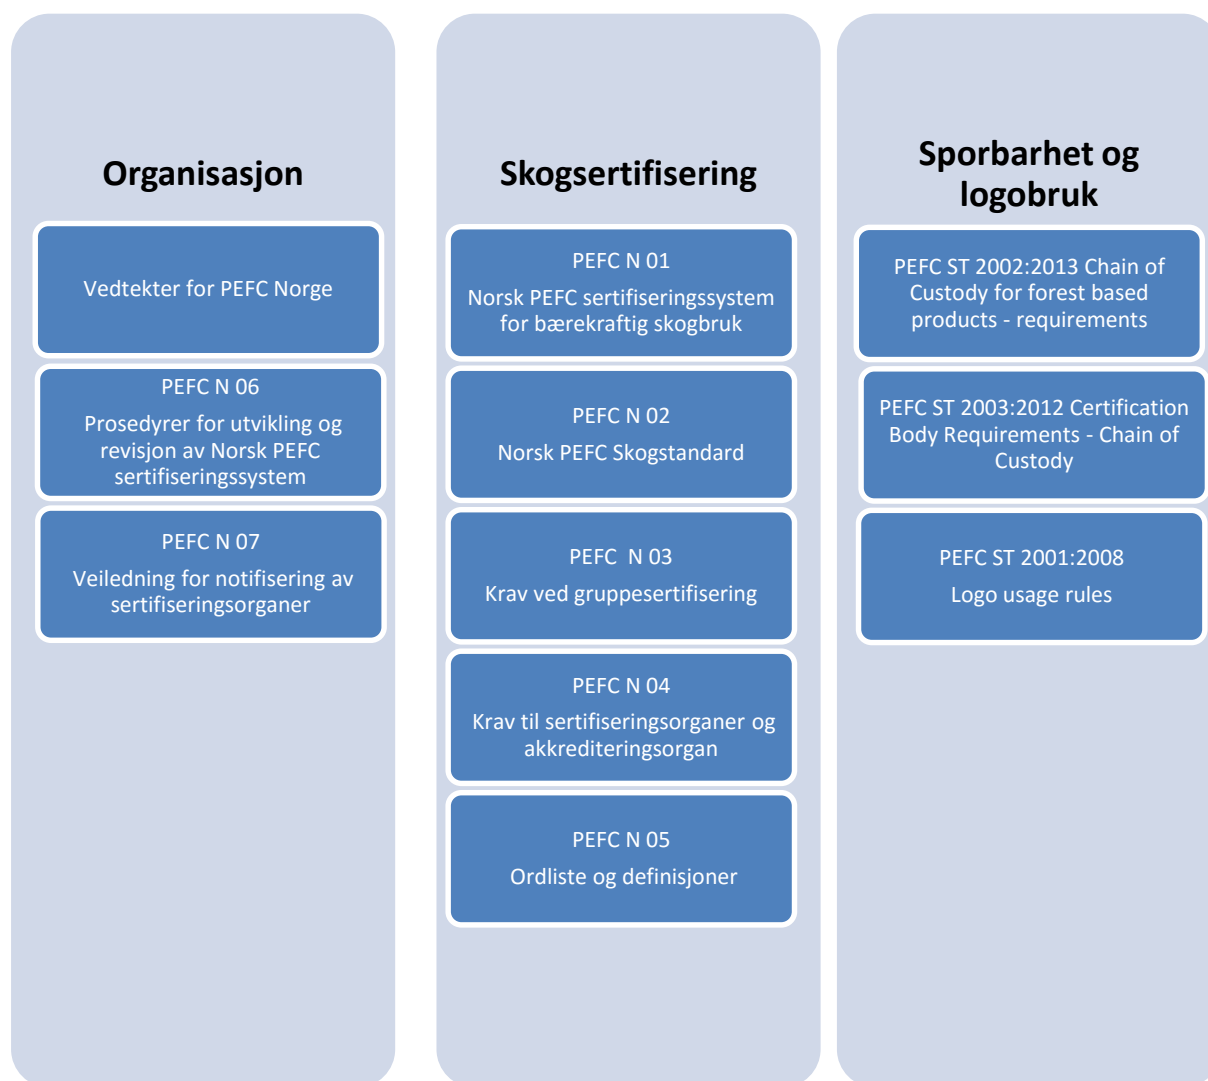 Organisasjon
Vedtekter for PEFC Norge
PEFC N 06
Prosedyrer for utvikling og
revisjon av Norsk PEFC
sertifiseringssystem
PEFC N 07
Veiledning for notifisering av
sertifiseringsorganer
Skogsertifisering
PEFC N 01
Norsk PEFC sertifiseringssystem
for bærekraftig skogbruk
PEFC N 02
Norsk PEFC Skogstandard
PEFC  N 03
Krav ved gruppesertifisering
PEFC N 04
Krav til sertifiseringsorganer og
akkrediteringsorgan
PEFC N 05
Ordliste og definisjoner
Sporbarhet og
logobruk
PEFC ST 2002:2013 Chain of
Custody for forest based
products - requirements
PEFC ST 2003:2012 Certification
Body Requirements - Chain of
Custody
PEFC ST 2001:2008
Logo usage rules